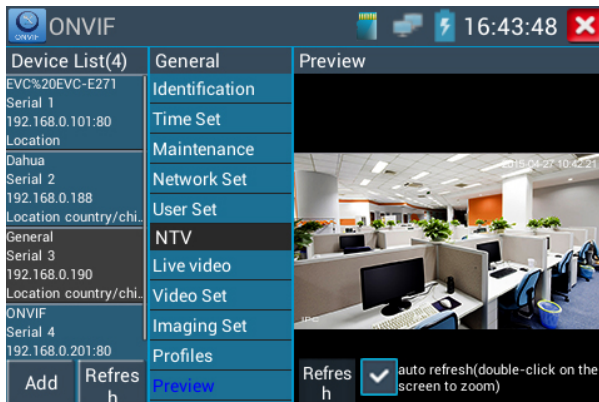 ONVIF
ONVIF
16:43:48
Device List(4)
EVC%20EVC-E271
Serial 1
192.168.0.101:80
Location
Dahua
Serial 2
192.168.0.188
Location country/chi..
General
Serial 3
192.168.0.190
Location country/chi..
ONVIF
Serial 4
192.168.0.201:80
Add
Refres
h
General
Identification
Time Set
Maintenance
Network Set
User Set
NTV
Live video
Video Set
Imaging Set
Profiles
Preview
Preview
2015-04-27 10:42:21
IPC
Refres
h
auto refresh(double-click on the
screen to zoom)